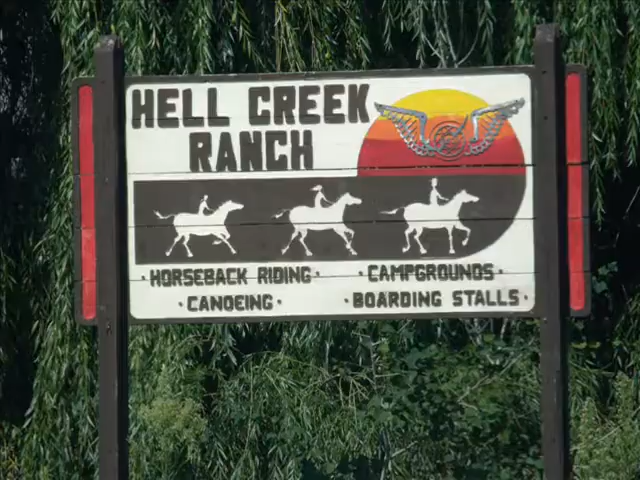 HELL CREEK
RANCH
· HORSEBACK RIDING ·
· CAMPGROUNDS ·
· CANOEING ·
· BOARDING STALLS ·